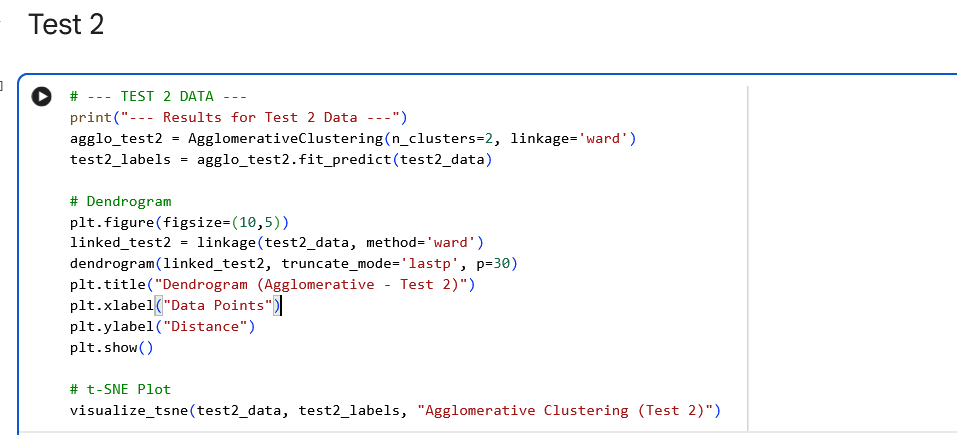 Test 2
# --- TEST 2 DATA ---
print("--- Results for Test 2 Data ---")
agglo_test2 = AgglomerativeClustering(n_clusters=2, linkage='ward')
test2_labels = agglo_test2.fit_predict(test2_data)
# Dendrogram
plt.figure(figsize=(10,5))
linked_test2 = linkage(test2_data, method='ward')
dendrogram(linked_test2, truncate_mode='lastp', p=30)
plt.title("Dendrogram (Agglomerative - Test 2)")
plt.xlabel("Data Points")
plt.ylabel("Distance")
plt.show()
# t-SNE Plot
visualize_tsne(test2_data, test2_labels, "Agglomerative Clustering (Test 2)")